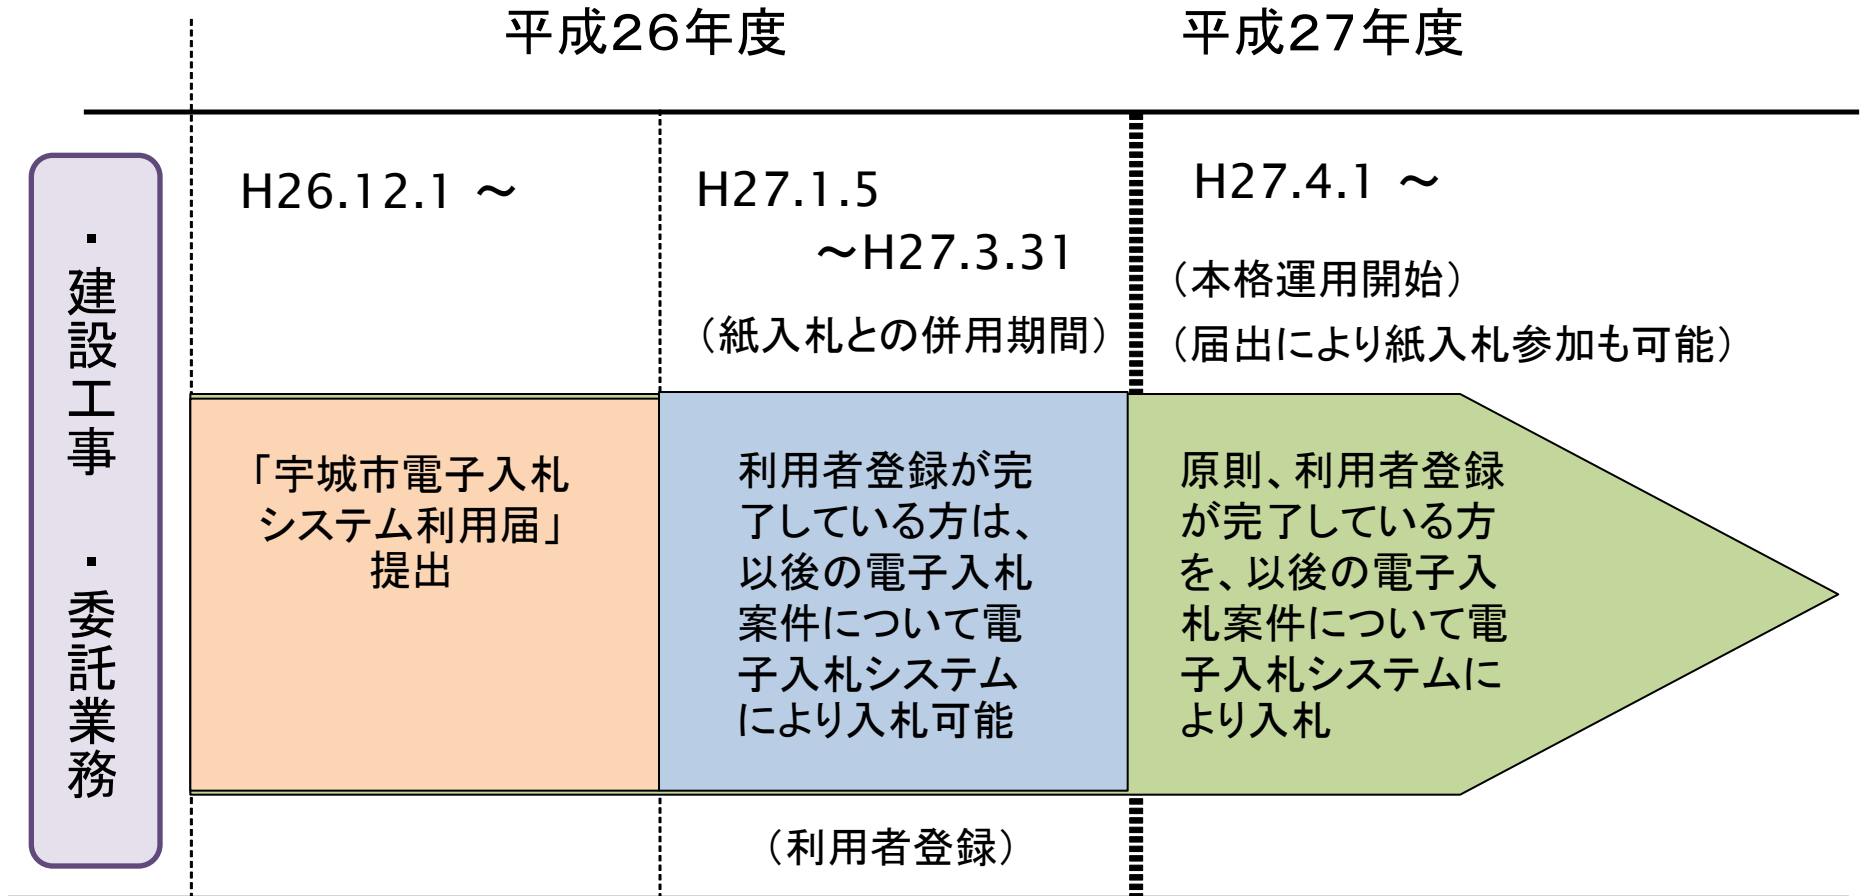 平成26年度
平成27年度
・建設工事　・委託業務
H26.12.1 ～
H27.1.5
～H27.3.31
（紙入札との併用期間）
H27.4.1 ～
（本格運用開始）
（届出により紙入札参加も可能）
「宇城市電子入札
システム利用届」
提出
利用者登録が完
了している方は、
以後の電子入札
案件について電
子入札システム
により入札可能
原則、利用者登録
が完了している方
を、以後の電子入
札案件について電
子入札システムに
より入札
（利用者登録）